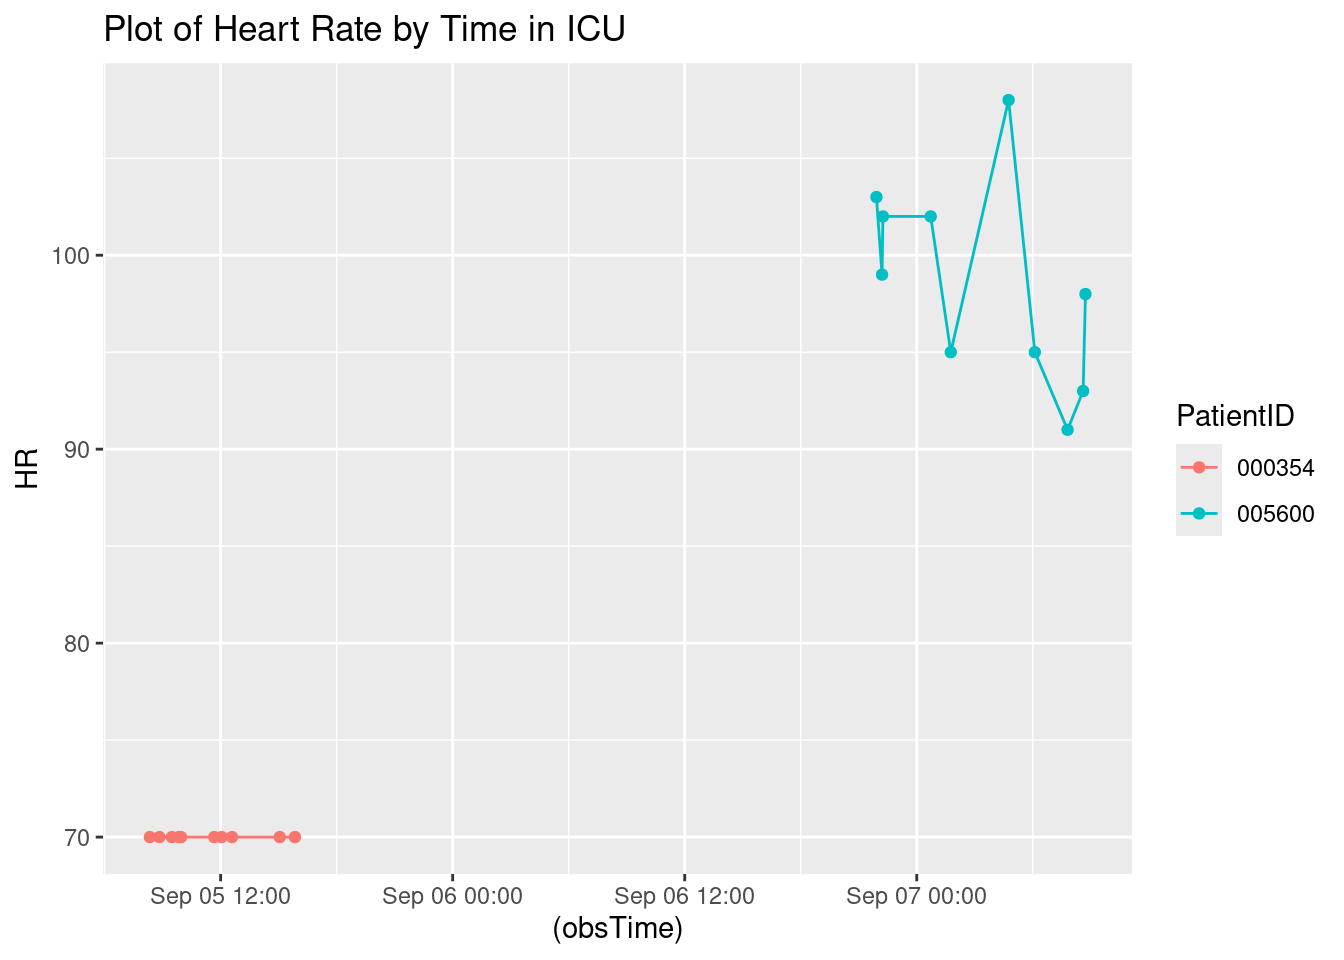 Plot of Heart Rate by Time in ICU
HR
100
90
80
70
Sep 05 12:00
Sep 06 00:00
Sep 06 12:00
Sep 07 00:00
(obsTime)
PatientID
000354
005600